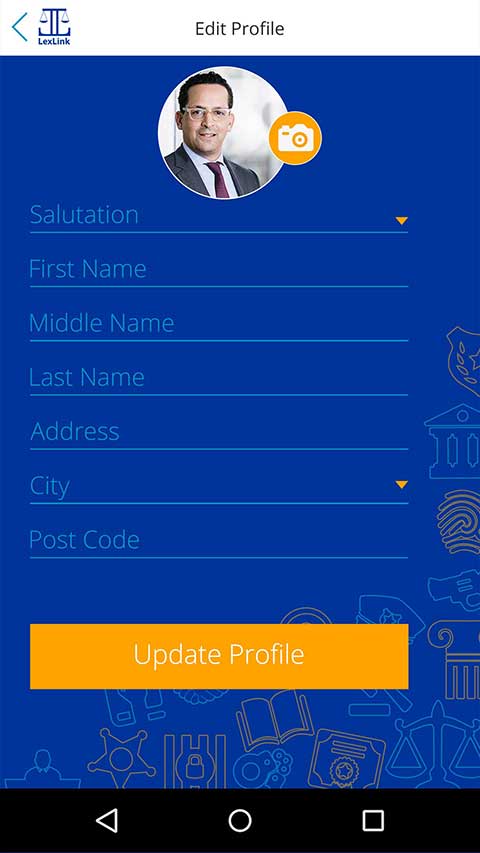 LexLink
Edit Profile
Salutation
First Name
Middle Name
Last Name
Address
City
Post Code
Update Profile